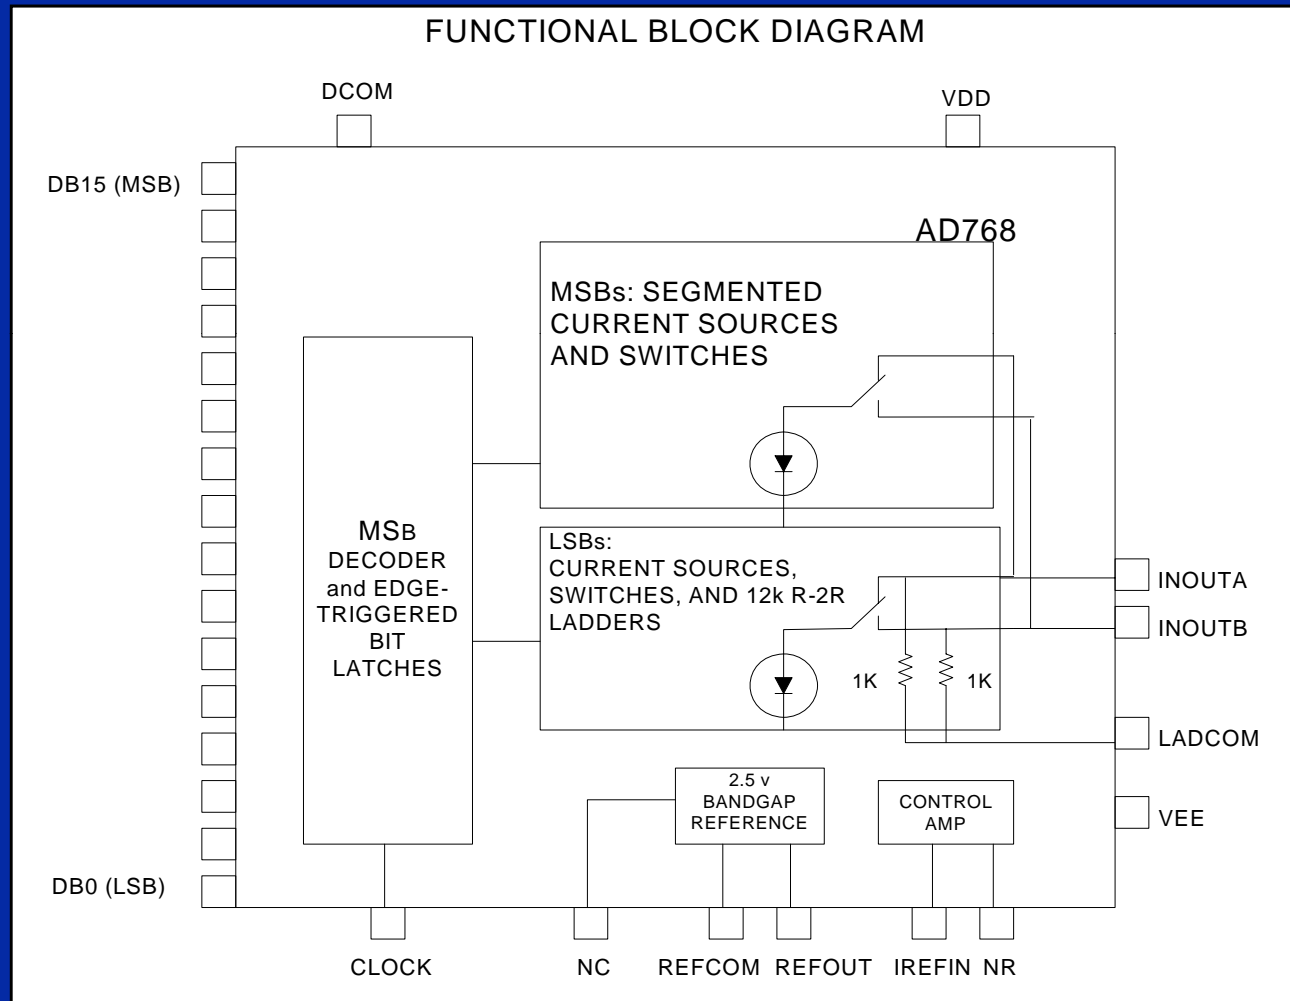 FUNCTIONAL BLOCK DIAGRAM
DCOM
VDD
DB15 (MSB)
AD768
MSBs: SEGMENTED
CURRENT SOURCES
AND SWITCHES
MSB
DECODER
and EDGE-
TRIGGERED
BIT
LATCHES
LSBs:
CURRENT SOURCES,
SWITCHES, AND 12k R-2R
LADDERS
INOUTA
INOUTB
1K
1K
LADCOM
2.5 v
BANDGAP
REFERENCE
CONTROL
AMP
VEE
DB0 (LSB)
CLOCK
NC
REFCOM
REFOUT
IREFIN
NR